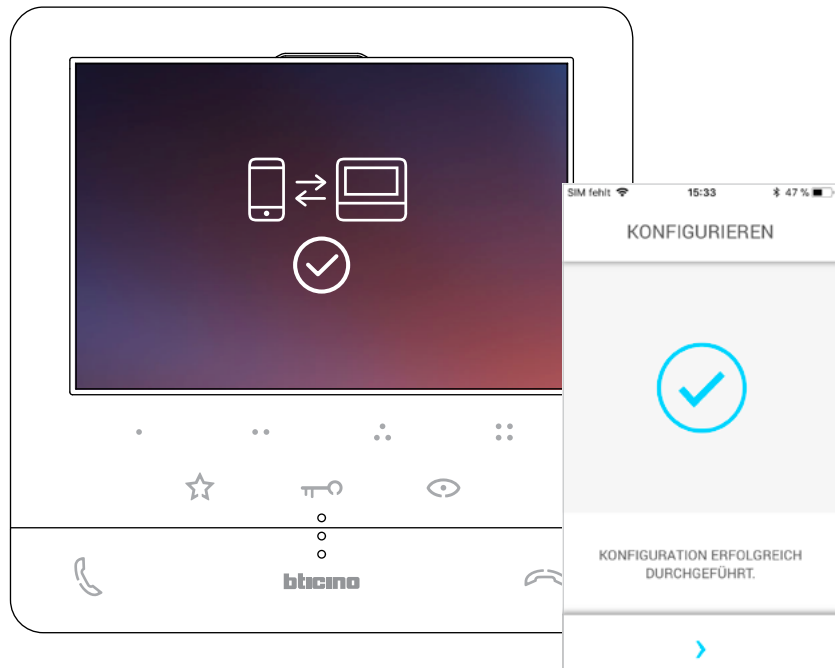 SIM fehlt 15:33 47 %
KONFIGURIEREN
KONFIGURATION ERFOLGREICH
DURCHGEFÜHRT.
bticino